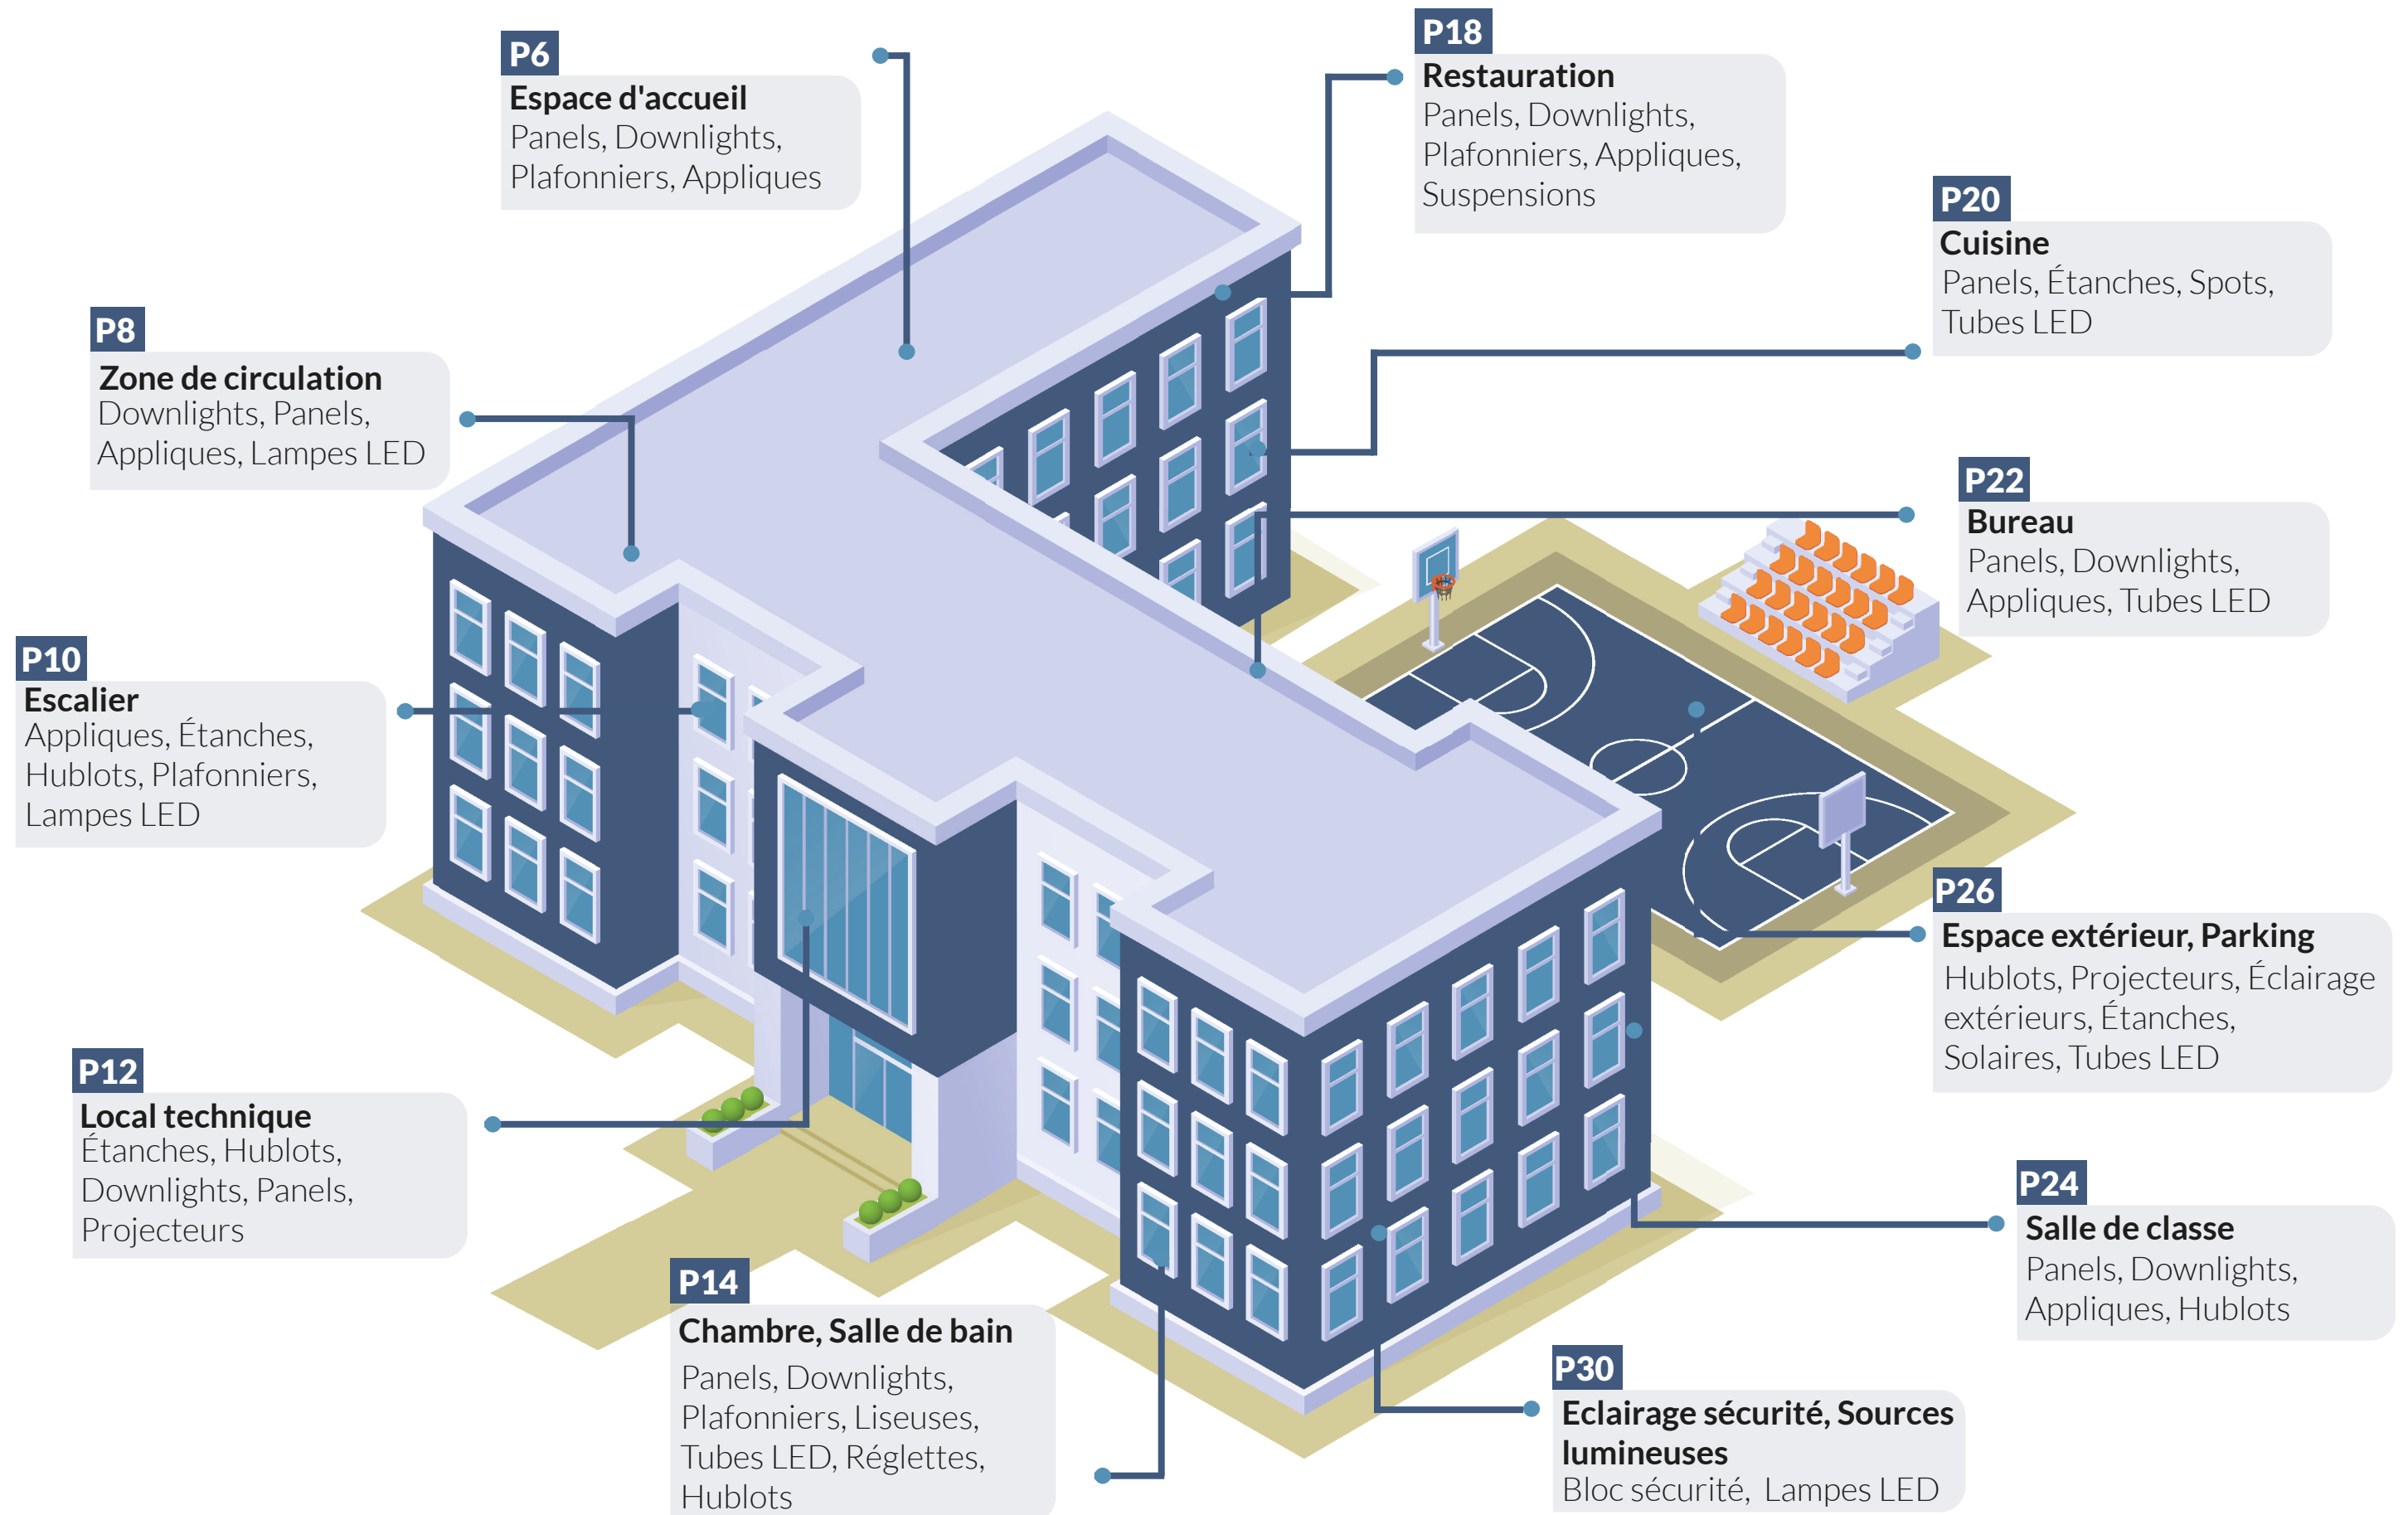 P6
Espace d'accueil
Panels, Downlights,
Plafonniers, Appliques
P18
Restauration
Panels, Downlights,
Plafonniers, Appliques,
Suspensions
P20
Cuisine
Panels, Étanches, Spots,
Tubes LED
P8
Zone de circulation
Downlights, Panels,
Appliques, Lampes LED
P22
Bureau
Panels, Downlights,
Appliques, Tubes LED
P10
Escalier
Appliques, Étanches,
Hublots, Plafonniers,
Lampes LED
P26
Espace extérieur, Parking
Hublots, Projecteurs, Éclairage
extérieurs, Étanches,
Solaires, Tubes LED
P12
Local technique
Étanches, Hublots,
Downlights, Panels,
Projecteurs
P24
Salle de classe
Panels, Downlights,
Appliques, Hublots
P14
Chambre, Salle de bain
Panels, Downlights,
Plafonniers, Liseuses,
Tubes LED, Réglettes,
Hublots
P30
Eclairage sécurité, Sources
lumineuses
Bloc sécurité, Lampes LED